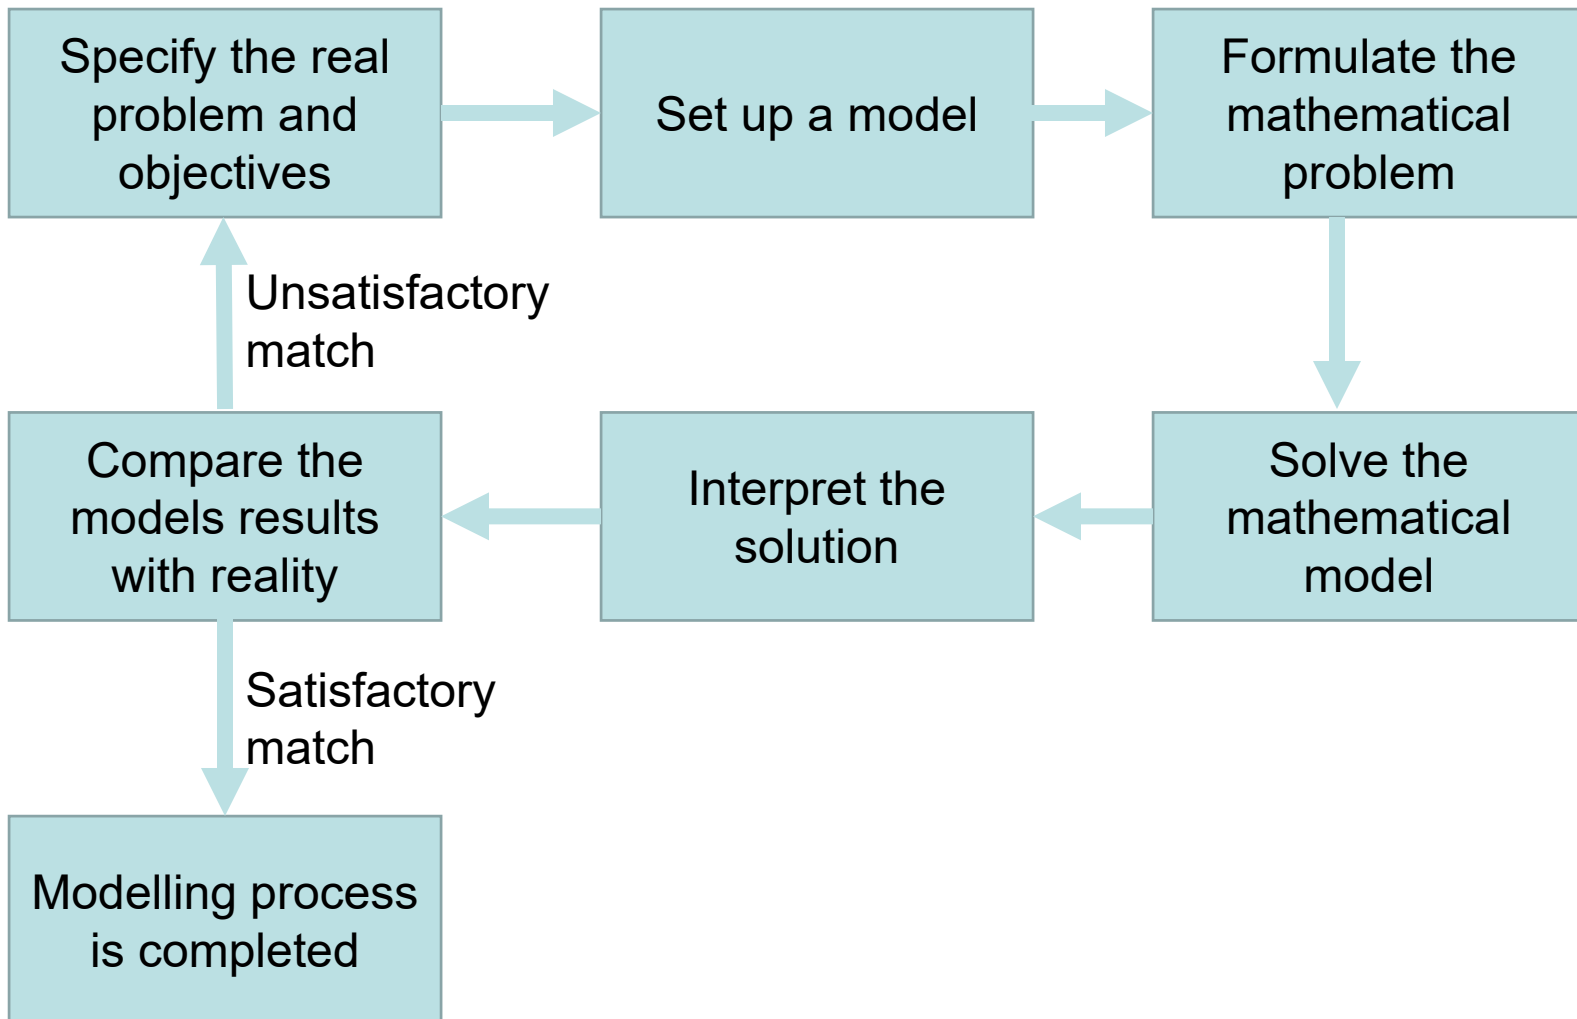 Specify the real
problem and
objectives
Set up a model
Formulate the
mathematical
problem
Unsatisfactory
match
Compare the
models results
with reality
Interpret the
solution
Solve the
mathematical
model
Satisfactory
match
Modelling process
is completed